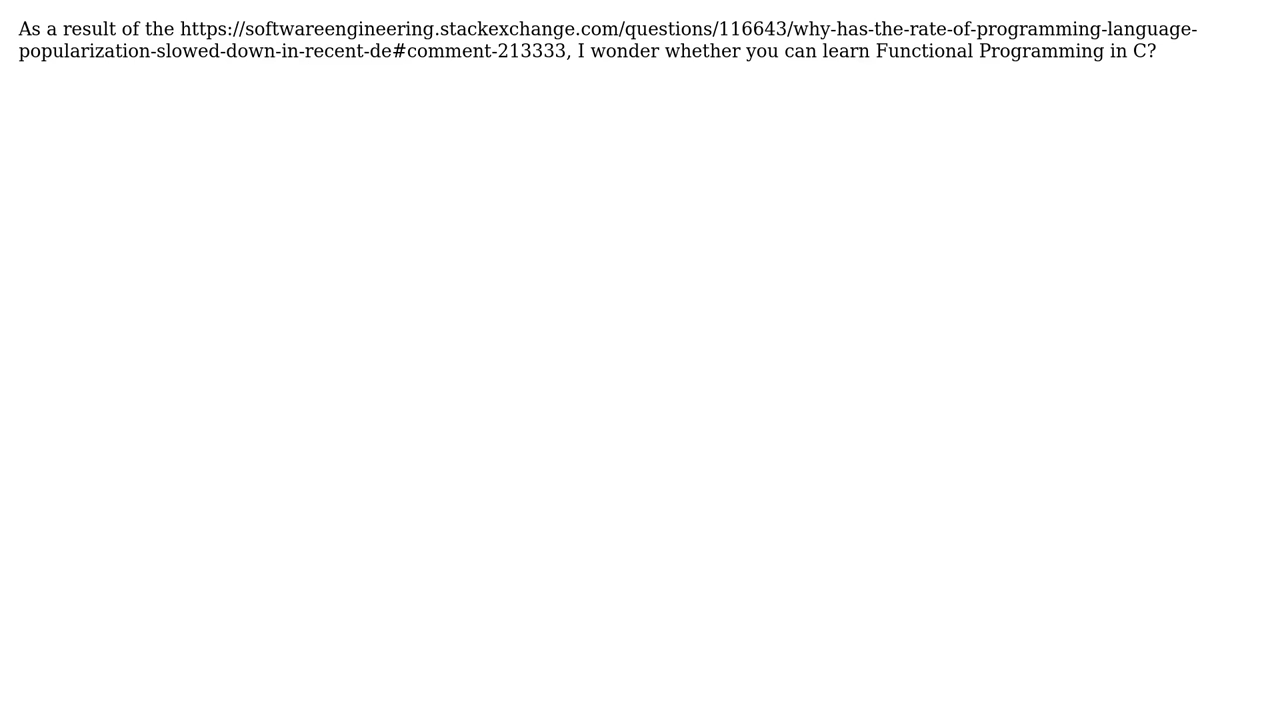 As a result of the https://softwareengineering.stackexchange.com/questions/116643/why-has-the-rate-of-programming-language-
popularization-slowed-down-in-recent-de#comment-213333, I wonder whether you can learn Functional Programming in C?